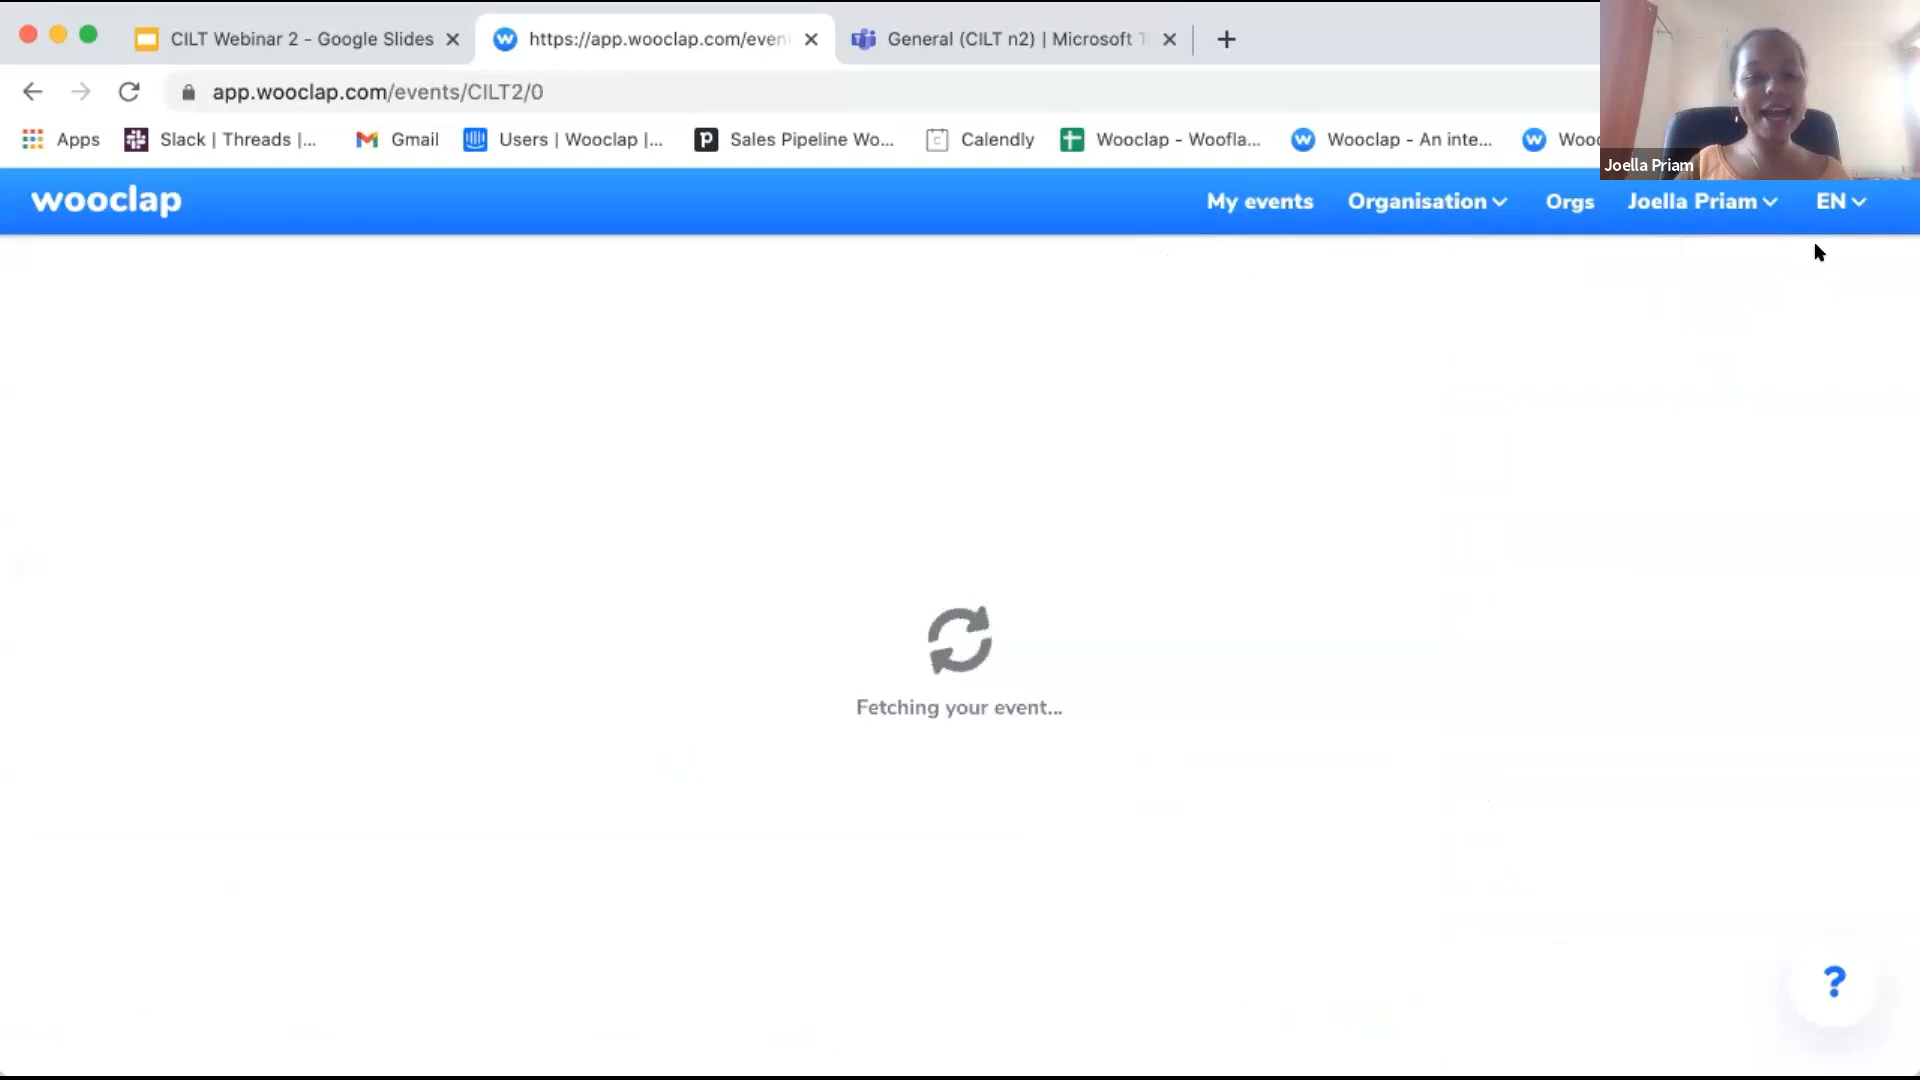 CILT Webinar 2 - Google Slides
https://app.wooclap.com/even
General (CILT n2) | Microsoft T
app.wooclap.com/events/CILT2/0
Apps
Slack | Threads |...
Gmail
Users | Wooclap |...
Sales Pipeline Wo...
Calendly
Wooclap - Woofla...
Wooclap - An inte...
Wooc
Joella Priam
wooclap
My events
Organisation
Orgs
Joella Priam
EN
Fetching your event...
?